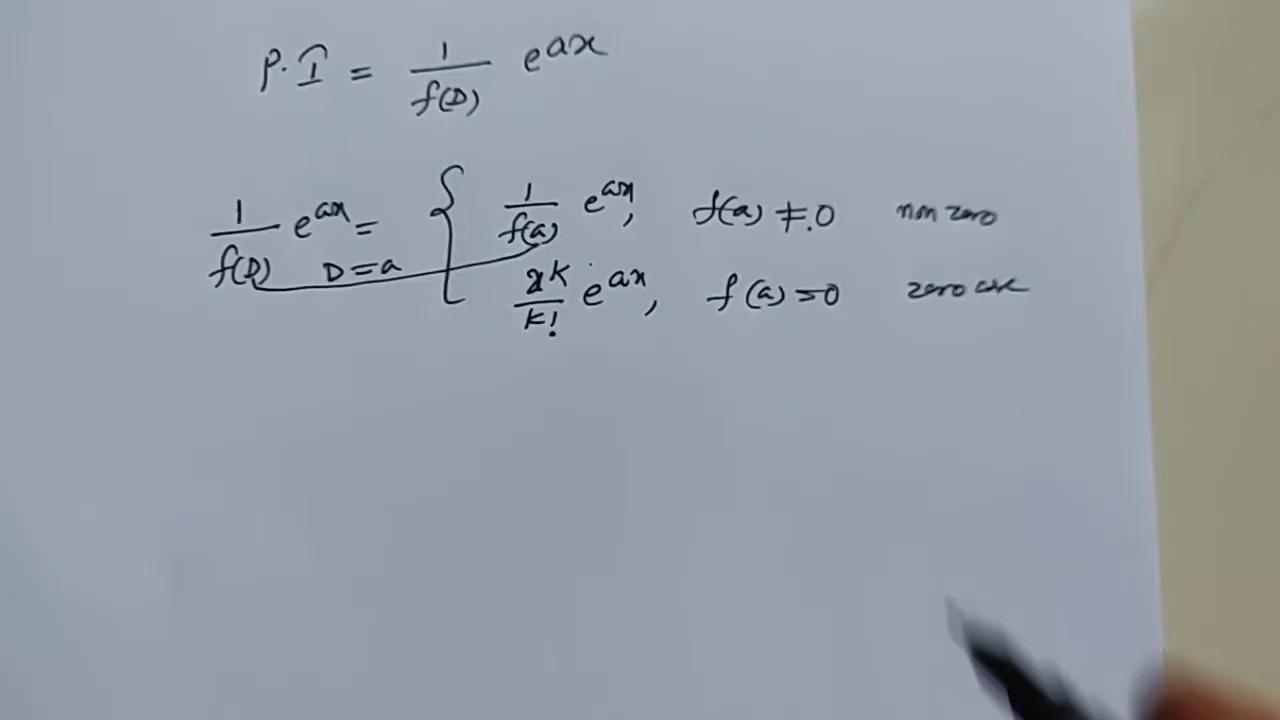 P.I = 1/f(D) e^ax
1/f(D) e^ax = { 1/f(a) e^ax, f(a) ≠ 0 non zero
D = a
x^k/k! e^ax, f(a) = 0 zero case